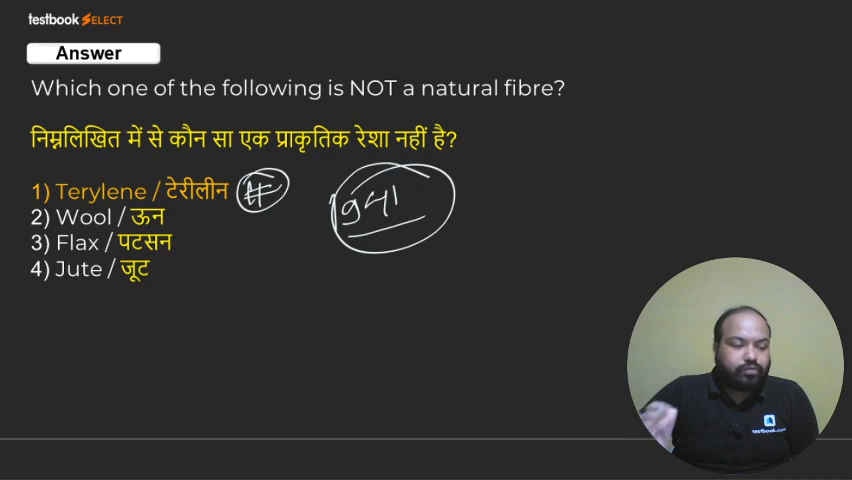 testbook SELECT
Answer
Which one of the following is NOT a natural fibre?
निम्नलिखित में से कौन सा एक प्राकृतिक रेशा नहीं है?
1) Terylene / टेरीलीन
2) Wool / ऊन
3) Flax / पटसन
4) Jute / जूट
1941
testbook.com